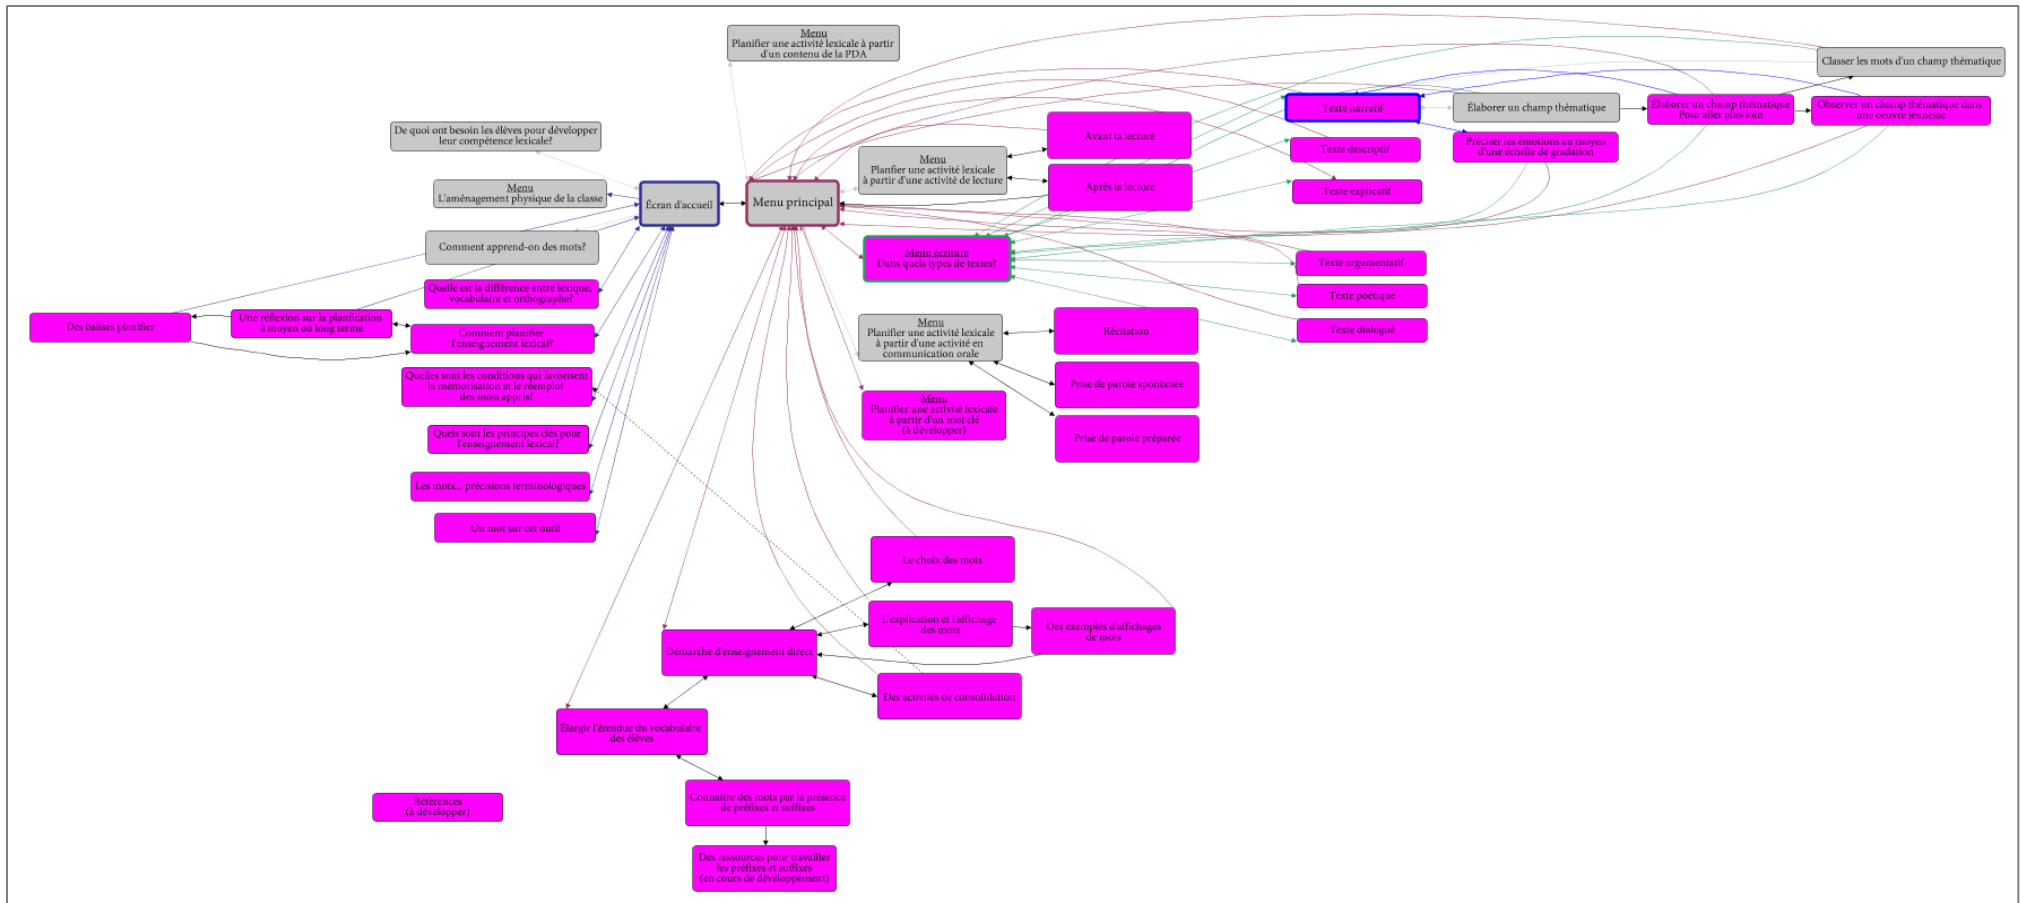 Menu
Planifier une activité lexicale à partir
d'un contenu de la PDA
Classer les mots d'un champ thématique
Texte narratif
Élaborer un champ thématique
Élaborer un champ thématique
Pour aller plus loin
Observer un champ thématique dans
une oeuvre jeunesse
De quoi ont besoin les élèves pour développer
leur compétence lexicale?
Avant la lecture
Préciser les émotions au moyen
d'une échelle de gradation
Texte descriptif
Menu
Planfier une activité lexicale
à partir d'une activité de lecture
Après la lecture
Texte explicatif
Menu
L'aménagement physique de la classe
Écran d'accueil
Menu principal
Comment apprend-on des mots?
Menu écriture
Dans quels types de textes?
Texte argumentatif
Quelle est la différence entre lexique,
vocabulaire et orthographe?
Texte poétique
Des balises planifier
Une réflexion sur la planfication
à moyen ou long terme
Comment planifier
l'enseignement lexical?
Menu
Planifier une activité lexicale
à partir d'une activité en
communication orale
Récitation
Texte dialogué
Quelles sont les conditions qui favorisent
la mémorisation et le réemploi
des mots appris?
Prise de parole spontanée
Menu
Planifier une activité lexicale
à partir d'un mot clé
(à développer)
Quels sont les principes clés pour
l'enseignement lexical?
Prise de parole préparée
Les mots... précisions terminologiques
Un mot sur cet outil
Le choix des mots
L'explication et l'affichage
des mots
Des exemples d'affichages
de mots
Démarche d'enseignement direct
Des activités de consolidation
Élargir l'étendue du vocabulaire
des élèves
Références
(à développer)
Connaitre des mots par la présence
de préfixes et suffixes
Des ressources pour travailler
les préfixes et suffixes
(en cours de développement)